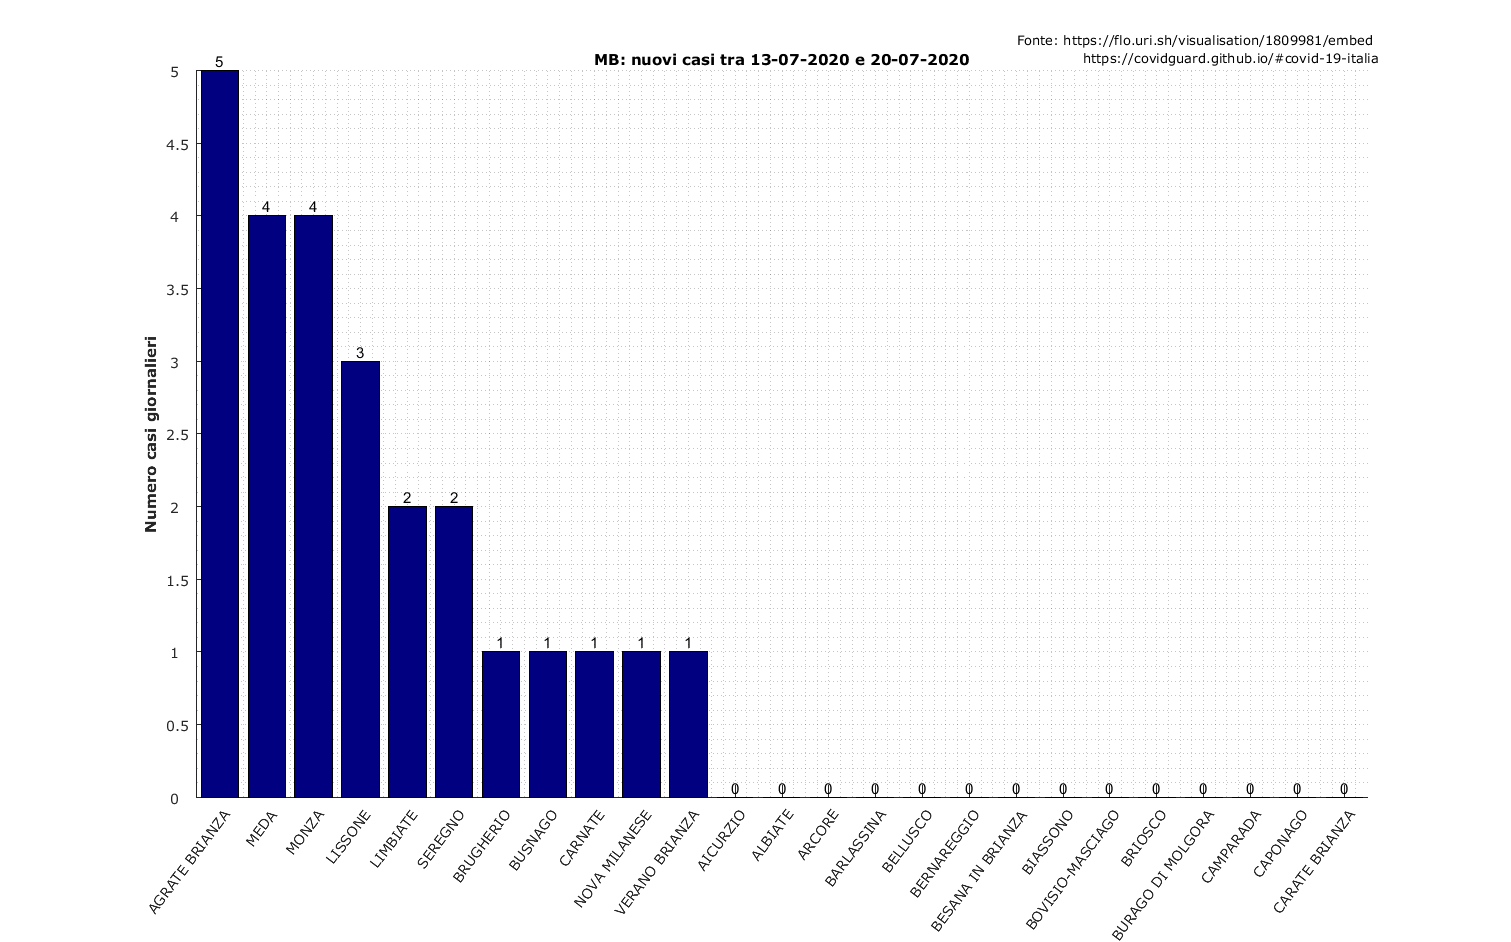 Fonte: https://flo.uri.sh/visualisation/1809981/embed
https://covidguard.github.io/#covid-19-italia
MB: nuovi casi tra 13-07-2020 e 20-07-2020
Numero casi giornalieri
5
4.5
4
3.5
3
2.5
2
1.5
1
0.5
0
5
4
4
3
2
2
1
1
1
1
1
0
0
0
0
0
0
0
0
0
0
0
0
0
0
AGRATE BRIANZA
MEDA
MONZA
LISSONE
LIMBIATE
SEREGNO
BRUGHERIO
BUSNAGO
CARNATE
NOVA MILANESE
VERANO BRIANZA
AICURZIO
ALBIATE
ARCORE
BARLASSINA
BELLUSCO
BERNAREGGIO
BESANA IN BRIANZA
BIASSONO
BOVISIO-MASCIAGO
BRIOSCO
BURAGO DI MOLGORA
CAMPARADA
CAPONAGO
CARATE BRIANZA